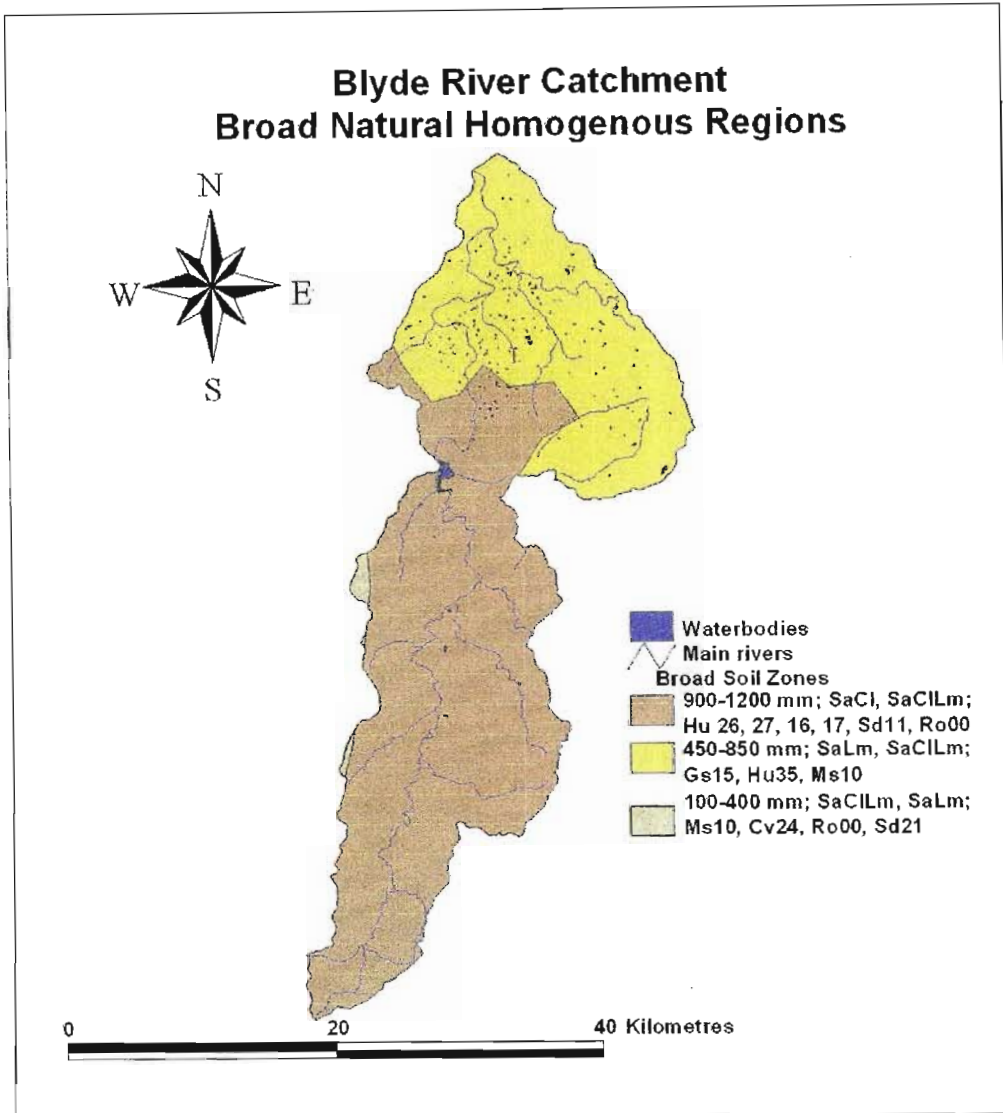 Blyde River Catchment
Broad Natural Homogenous Regions
N
W
E
S
Waterbodies
Main rivers
Broad Soil Zones
900-1200 mm; SaCl, SaClLm;
Hu 26, 27, 16, 17, Sd11, Ro00
450-850 mm; SaLm, SaClLm;
Gs15, Hu35, Ms10
100-400 mm; SaClLm, SaLm;
Ms10, Cv24, Ro00, Sd21
0
20
40 Kilometres